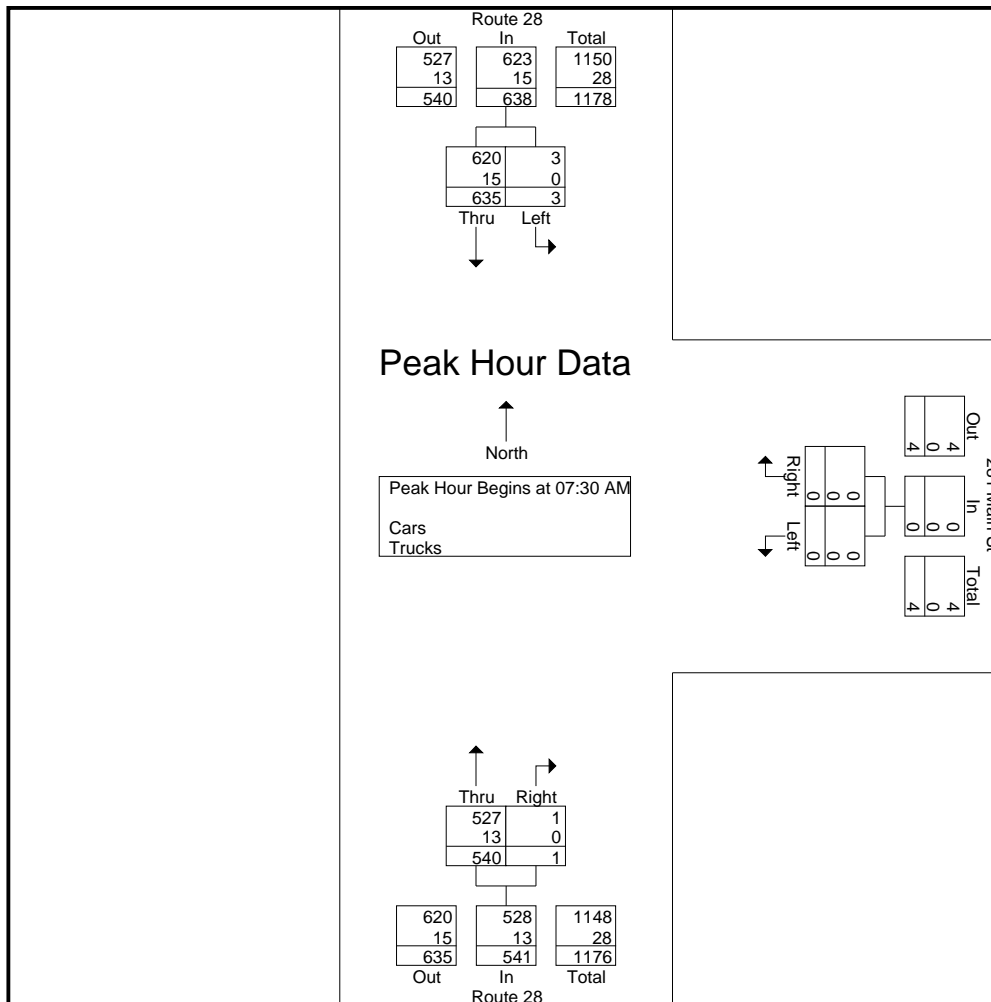 Route 28
Out In Total
527 623 1150
13 15 28
540 638 1178
620 3
15 0
635 3
Thru Left
Peak Hour Data
North
Peak Hour Begins at 07:30 AM
Cars
Trucks
Right Left
0 0
0 0
0 0
Out In Total
4 0 4
0 0 0
4 0 4
Main St
Thru Right
527 1
13 0
540 1
620 528 1148
15 13 28
635 541 1176
Out In Total
Route 28